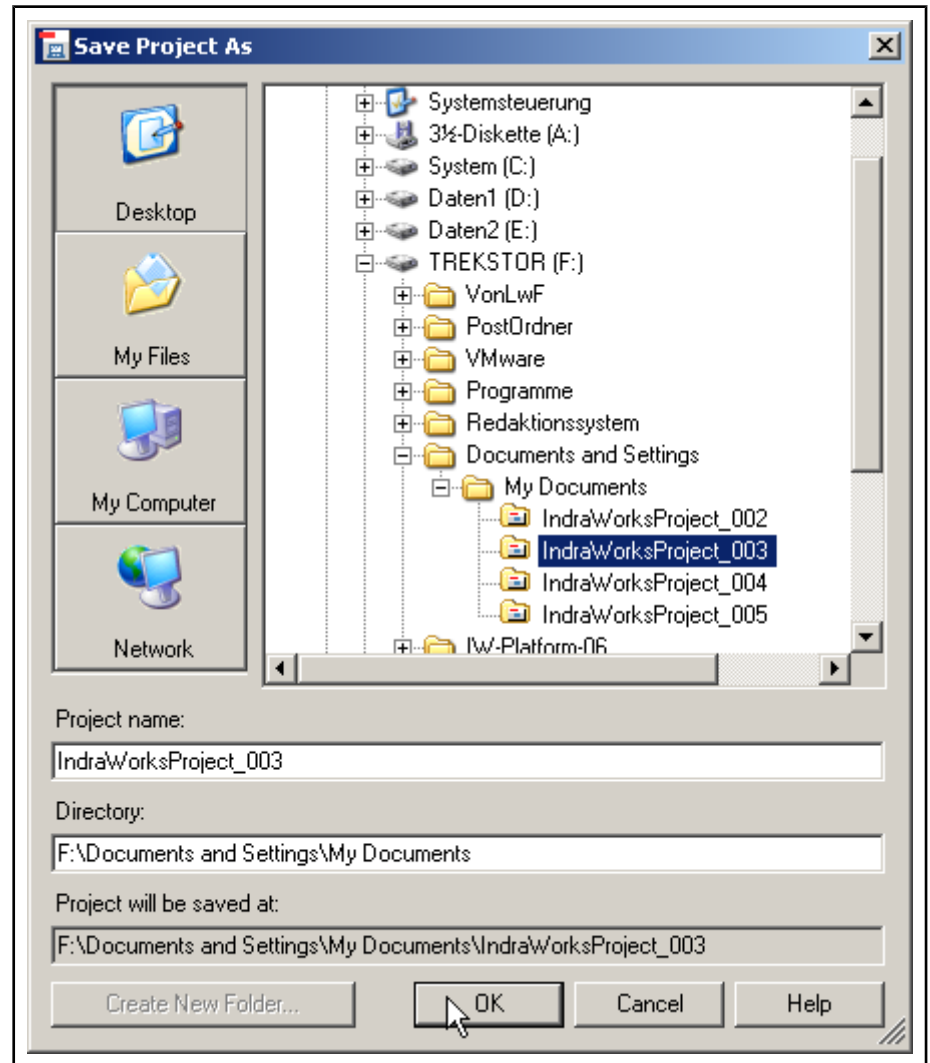 Save Project As
Desktop
My Files
My Computer
Network
Systemsteuerung
3½-Diskette (A:)
System (C:)
Daten1 (D:)
Daten2 (E:)
TREKSTOR (F:)
VonLwF
PostOrdner
VMware
Programme
Redaktionssystem
Documents and Settings
My Documents
IndraWorksProject_002
IndraWorksProject_003
IndraWorksProject_004
IndraWorksProject_005
IW-Platform-06
Project name:
IndraWorksProject_003
Directory:
F:\Documents and Settings\My Documents
Project will be saved at:
F:\Documents and Settings\My Documents\IndraWorksProject_003
Create New Folder... OK Cancel Help